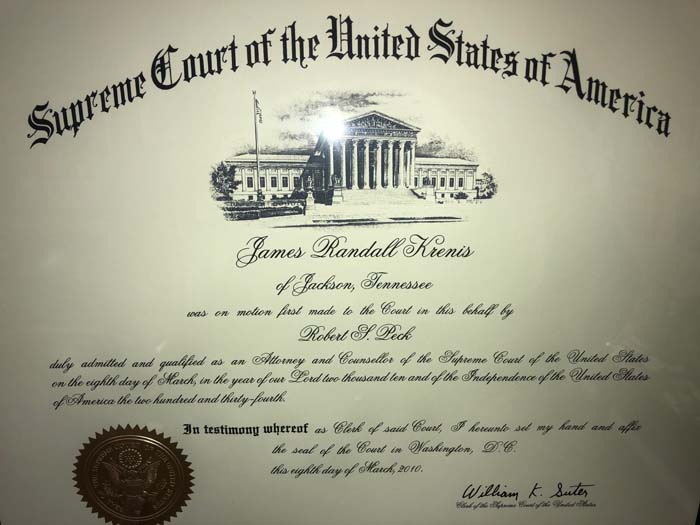 Supreme Court of the United States of America
James Randall Krenis
of Jackson, Tennessee
was on motion first made to the Court in this behalf by
Robert S. Peck
duly admitted and qualified as an Attorney and Counsellor of the Supreme Court of the United States
on the eighth day of March, in the year of our Lord two thousand ten and of the Independence of the United States
of America the two hundred and thirty-fourth.
In testimony whereof as Clerk of said Court, I hereunto set my hand and affix
the seal of the Court in Washington, D.C.
this eighth day of March, 2010.
William K. Suter
Clerk of the Supreme Court of the United States